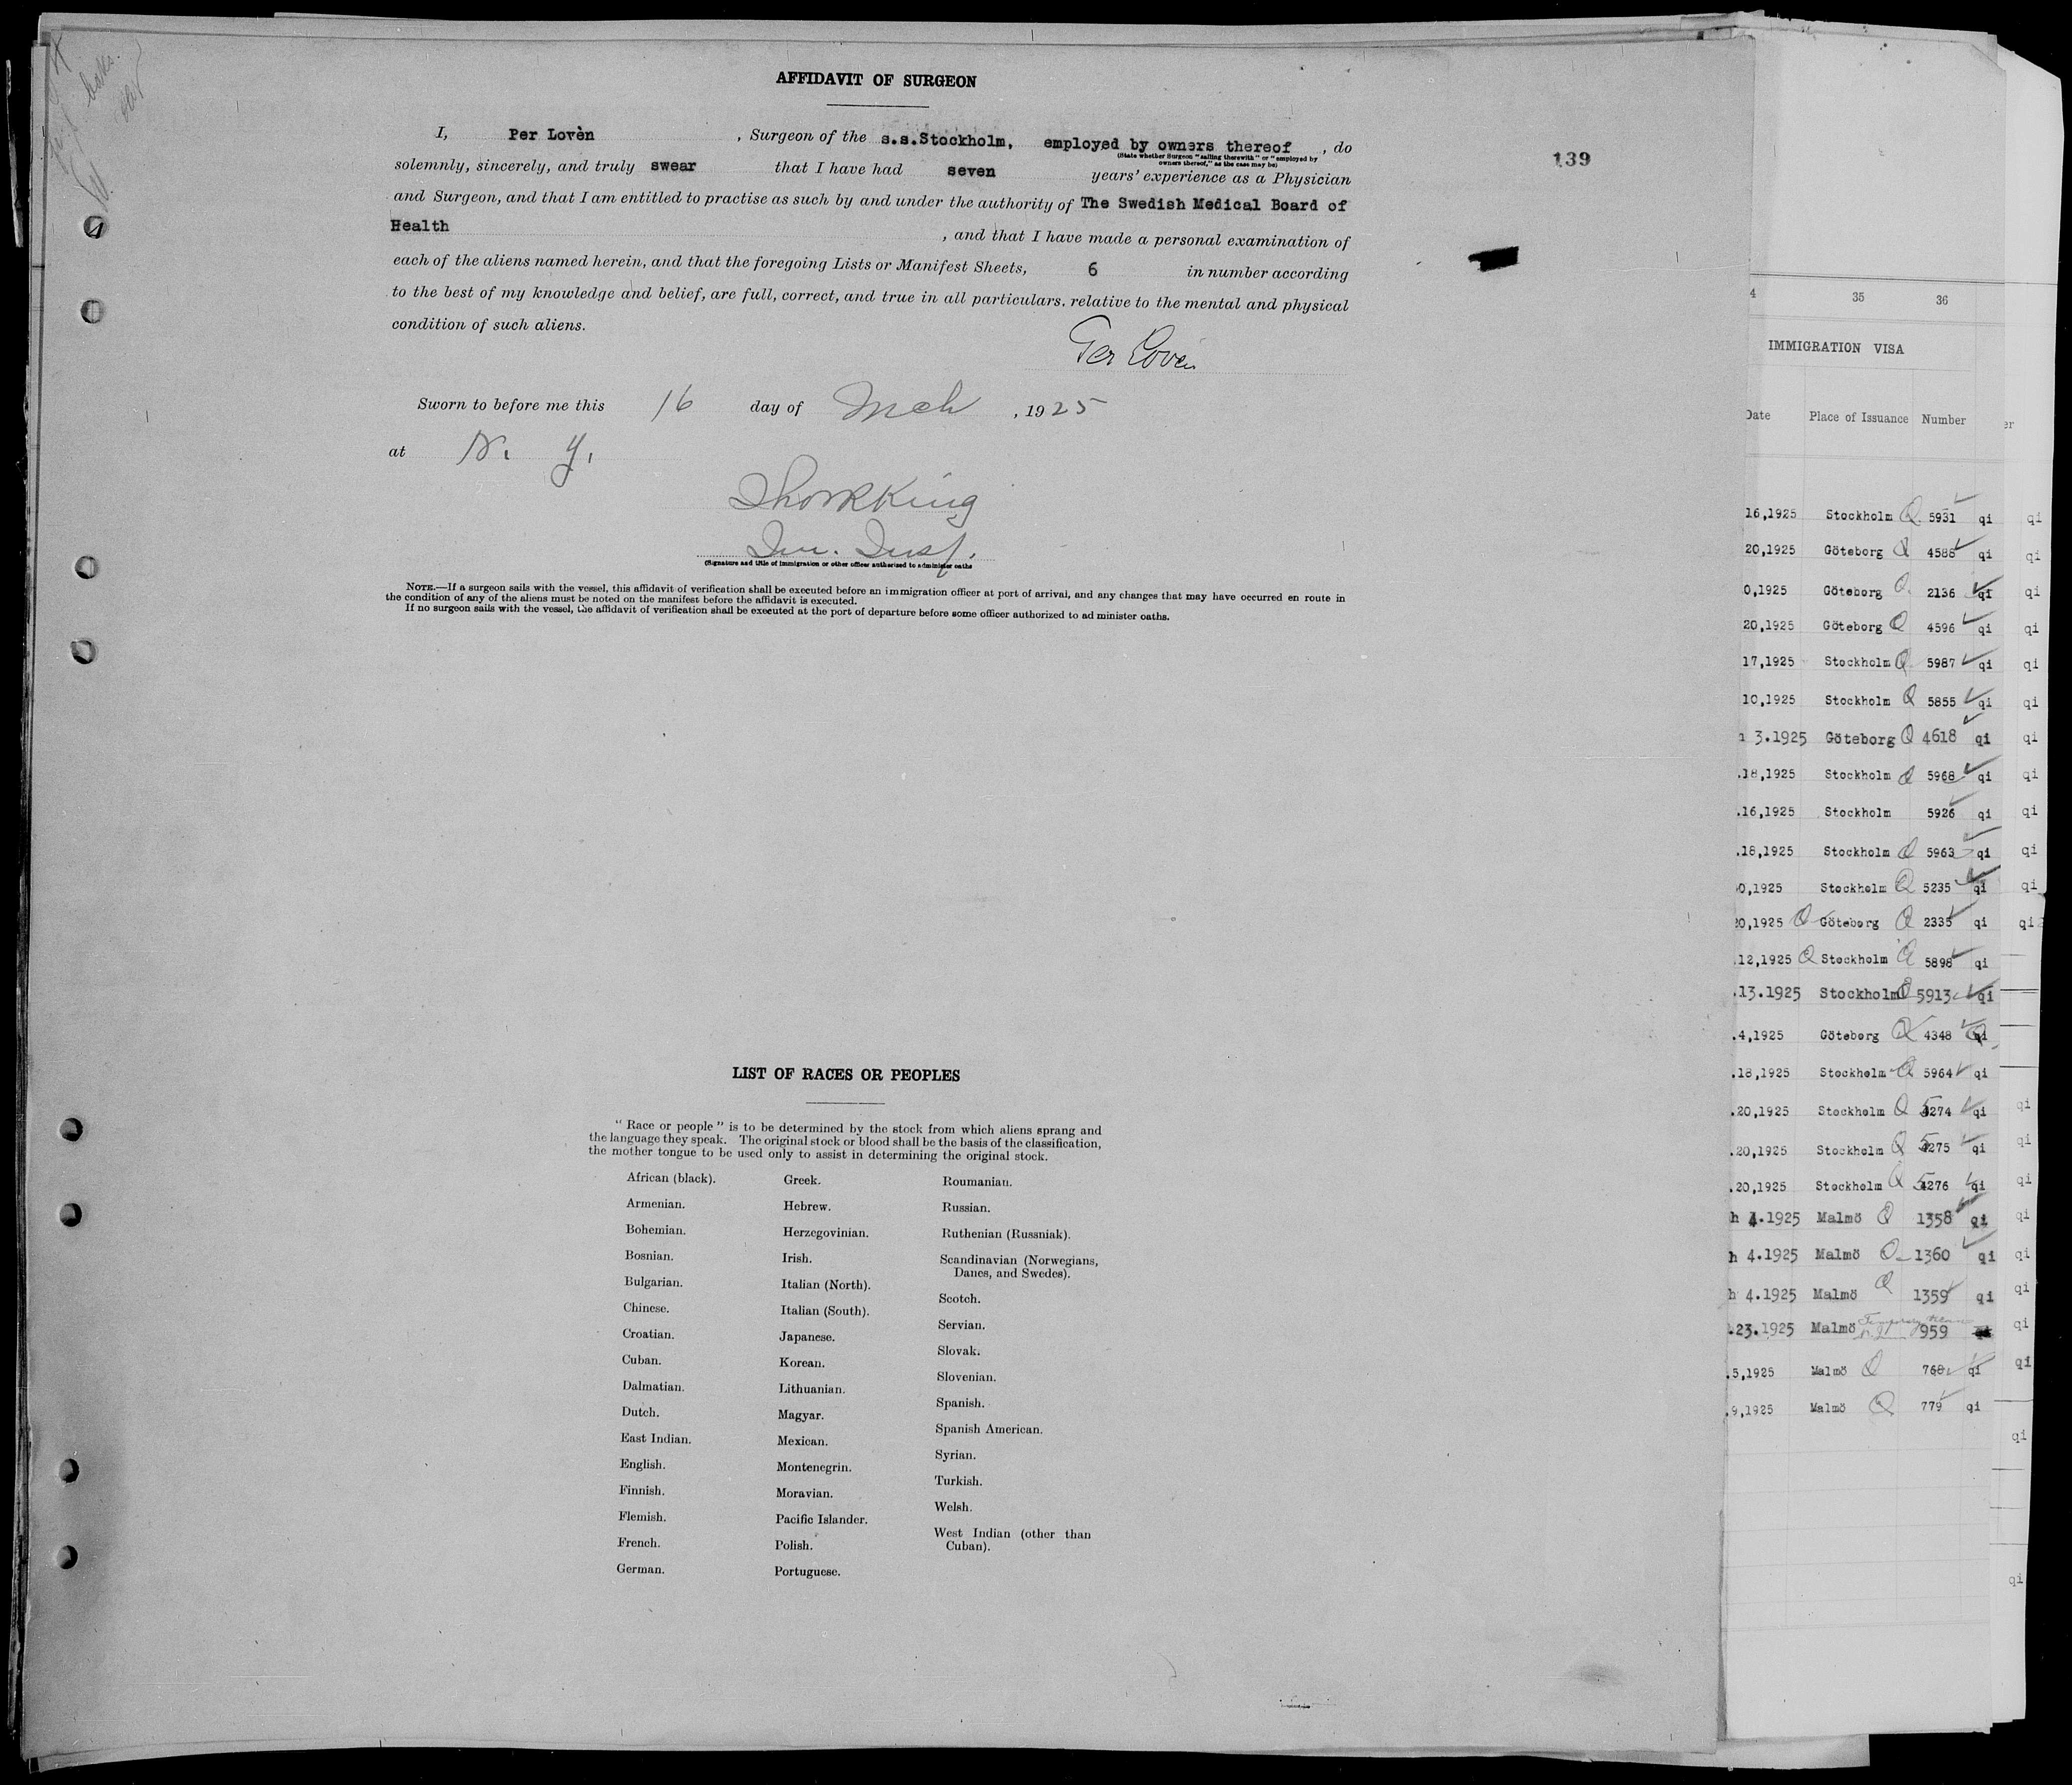 AFFIDAVIT OF SURGEON
I, Per Lovèn , Surgeon of the s.s.Stockholm, employed by owners thereof , do
(State whether Surgeon "sailing therewith" or "employed by
owners thereof," as the case may be)
139
solemnly, sincerely, and truly swear that I have had seven years' experience as a Physician
and Surgeon, and that I am entitled to practise as such by and under the authority of The Swedish Medical Board of
Health , and that I have made a personal examination of
each of the aliens named herein, and that the foregoing Lists or Manifest Sheets, 6 in number according
to the best of my knowledge and belief, are full, correct, and true in all particulars. relative to the mental and physical
condition of such aliens.
Per Lovén
Sworn to before me this 16 day of Mch , 1925
at N. Y.
Imm. Insp.
(Signature and title of immigration or other officer authorized to administer oaths
NOTE.—If a surgeon sails with the vessel, this affidavit of verification shall be executed before an immigration officer at port of arrival, and any changes that may have occurred en route in
the condition of any of the aliens must be noted on the manifest before the affidavit is executed.
If no surgeon sails with the vessel, the affidavit of verification shall be executed at the port of departure before some officer authorized to ad minister oaths.
LIST OF RACES OR PEOPLES
"Race or people" is to be determined by the stock from which aliens sprang and
the language they speak. The original stock or blood shall be the basis of the classification,
the mother tongue to be used only to assist in determining the original stock.
African (black).
Armenian.
Bohemian.
Bosnian.
Bulgarian.
Chinese.
Croatian.
Cuban.
Dalmatian.
Dutch.
East Indian.
English.
Finnish.
Flemish.
French.
German.
Greek.
Hebrew.
Herzegovinian.
Irish.
Italian (North).
Italian (South).
Japanese.
Korean.
Lithuanian.
Magyar.
Mexican.
Montenegrin.
Moravian.
Pacific Islander.
Polish.
Portuguese.
Roumanian.
Russian.
Ruthenian (Russniak).
Scandinavian (Norwegians,
Danes, and Swedes).
Scotch.
Servian.
Slovak.
Slovenian.
Spanish.
Spanish American.
Syrian.
Turkish.
Welsh.
West Indian (other than
Cuban).
4 35 36
IMMIGRATION VISA
Date Place of Issuance Number
er
16,1925 Stockholm Q 5931 qi qi
20,1925 Göteborg Q 4588 qi qi
0,1925 Göteborg Q 2136 qi qi
20,1925 Göteborg Q 4596 qi qi
17,1925 Stockholm Q 5987 qi qi
10,1925 Stockholm Q 5855 qi qi
3.1925 Göteborg Q 4618 qi qi
.18,1925 Stockholm Q 5968 qi qi
.16,1925 Stockholm 5926 qi qi
.18,1925 Stockholm Q 5963 qi qi
0,1925 Stockholm Q 5235 qi qi
20,1925 Q Göteborg Q 2335 qi qi
12,1925 Q Stockholm Q 5898 qi
.13.1925 Stockholm Q 5913 qi
.4,1925 Göteborg Q 4348 qi
.18,1925 Stockholm Q 5964 qi
.20,1925 Stockholm Q 5274 qi qi
.20,1925 Stockholm Q 5275 qi qi
.20,1925 Stockholm Q 5276 qi qi
h 4.1925 Malmö Q 1358 qi qi
h 4.1925 Malmö Q 1360 qi qi
h 4.1925 Malmö Q 1359 qi qi
.23.1925 Malmö 959 qi
.5,1925 Malmö Q 768 qi qi
.9,1925 Malmö Q 779 qi
qi
qi